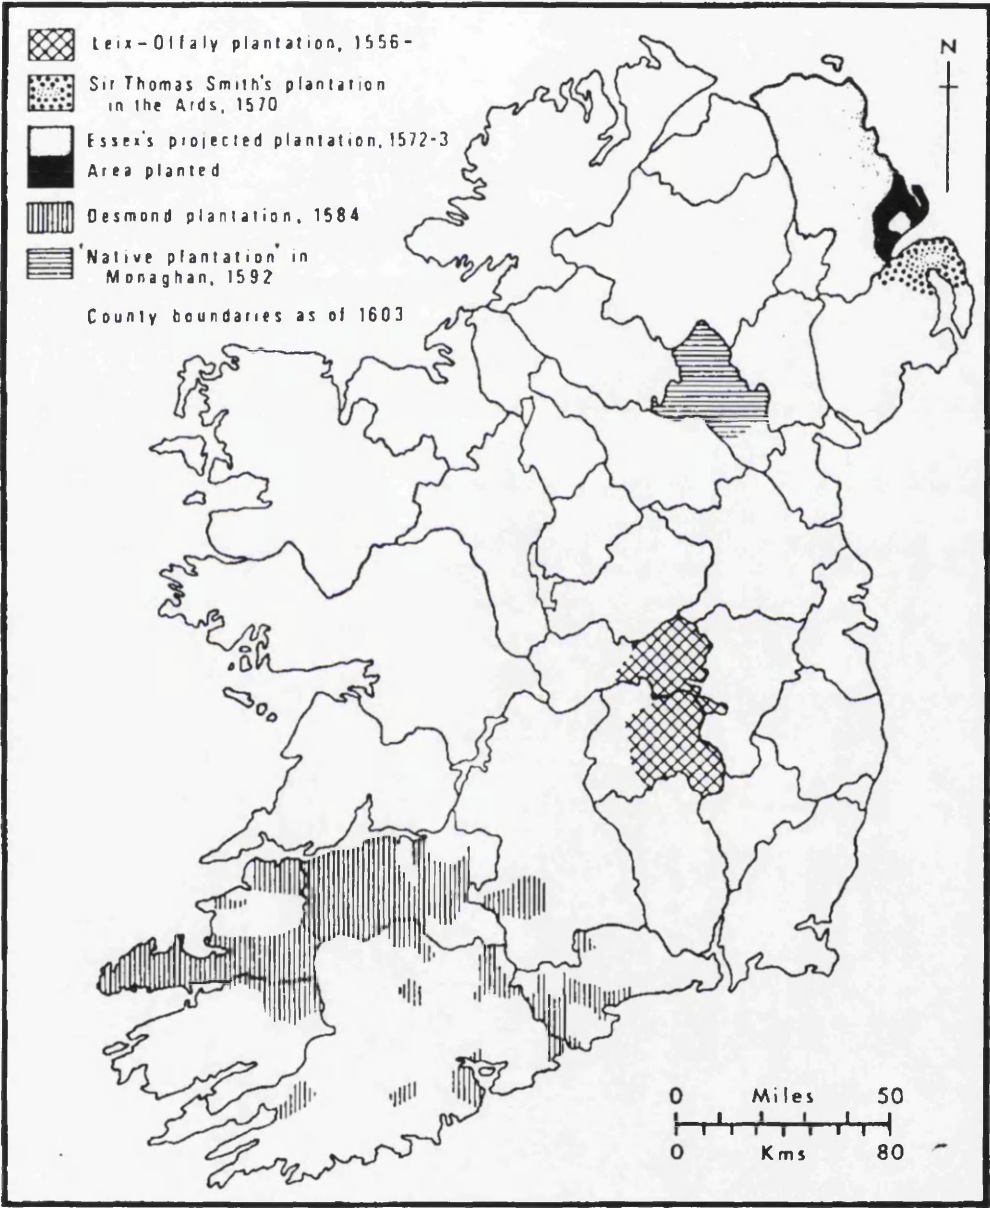 Leix-Offaly plantation, 1556-
Sir Thomas Smith's plantation
in the Ards, 1570
Essex's projected plantation, 1572-3
Area planted
Desmond plantation, 1584
'Native plantation' in
Monaghan, 1592
County boundaries as of 1603
N
0 Miles 50
0 Kms 80